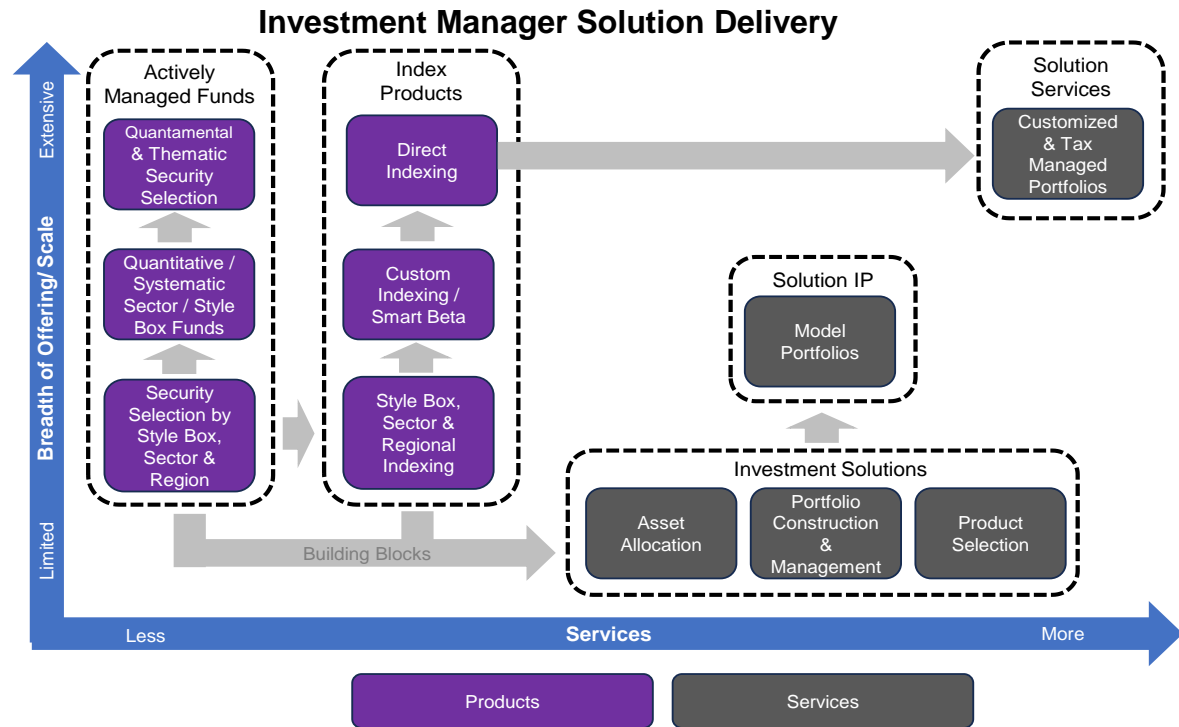 Investment Manager Solution Delivery
Extensive
Breadth of Offering/ Scale
Limited
Actively
Managed Funds
Quantamental
& Thematic
Security
Selection
Quantitative /
Systematic
Sector / Style
Box Funds
Security
Selection by
Style Box,
Sector &
Region
Index
Products
Direct
Indexing
Custom
Indexing /
Smart Beta
Style Box,
Sector &
Regional
Indexing
Solution
Services
Customized
& Tax
Managed
Portfolios
Solution IP
Model
Portfolios
Investment Solutions
Asset
Allocation
Portfolio
Construction
&
Management
Product
Selection
Building Blocks
Less
Services
More
Products
Services